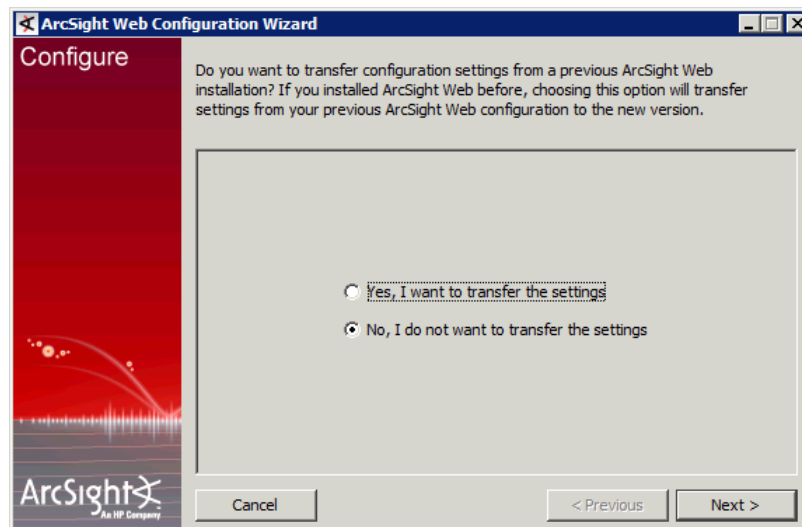 ArcSight Web Configuration Wizard
Configure
Do you want to transfer configuration settings from a previous ArcSight Web
installation? If you installed ArcSight Web before, choosing this option will transfer
settings from your previous ArcSight Web configuration to the new version.
Yes, I want to transfer the settings
No, I do not want to transfer the settings
ArcSight
An HP Company
Cancel
< Previous
Next >